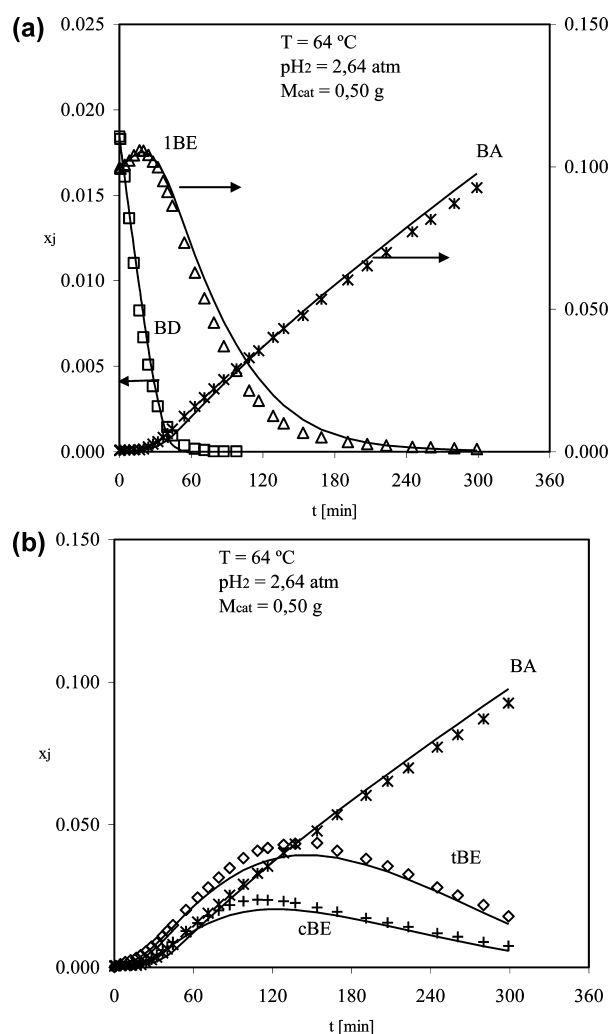 (a)
0.025
0.020
0.015
0.010
0.005
0.000
xj
T = 64 ºC
pH2 = 2,64 atm
Mcat = 0,50 g
1BE
BA
BD
0.150
0.100
0.050
0.000
0 60 120 180 240 300 360
t [min]
(b)
0.150
0.100
0.050
0.000
xj
T = 64 ºC
pH2 = 2,64 atm
Mcat = 0,50 g
BA
tBE
cBE
0 60 120 180 240 300 360
t [min]